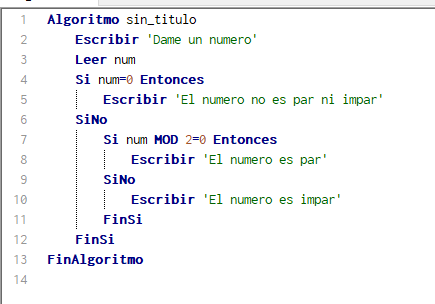 1 Algoritmo sin_titulo
2 Escribir 'Dame un numero'
3 Leer num
4 Si num=0 Entonces
5 Escribir 'El numero no es par ni impar'
6 SiNo
7 Si num MOD 2=0 Entonces
8 Escribir 'El numero es par'
9 SiNo
10 Escribir 'El numero es impar'
11 FinSi
12 FinSi
13 FinAlgoritmo
14